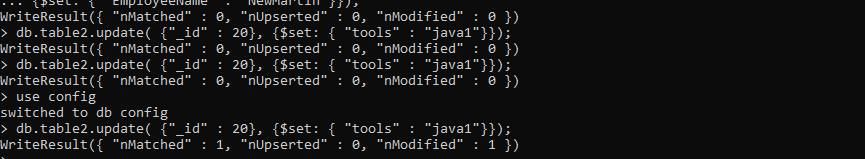 ... {$set: { "EmployeeName" : "NewMartin"}});
WriteResult({ "nMatched" : 0, "nUpserted" : 0, "nModified" : 0 })
> db.table2.update( {"_id" : 20}, {$set: { "tools" : "java1"}});
WriteResult({ "nMatched" : 0, "nUpserted" : 0, "nModified" : 0 })
> db.table2.update( {"_id" : 20}, {$set: { "tools" : "java1"}});
WriteResult({ "nMatched" : 0, "nUpserted" : 0, "nModified" : 0 })
> use config
switched to db config
> db.table2.update( {"_id" : 20}, {$set: { "tools" : "java1"}});
WriteResult({ "nMatched" : 1, "nUpserted" : 0, "nModified" : 1 })